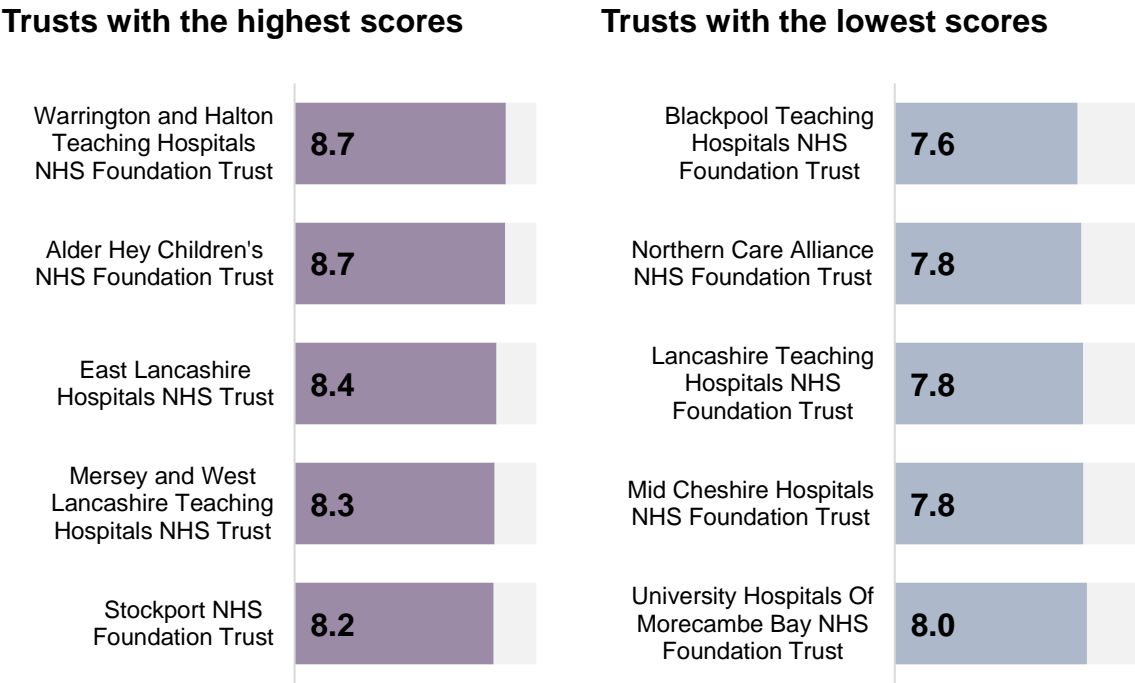 Trusts with the highest scores
Warrington and Halton
Teaching Hospitals
NHS Foundation Trust
8.7
Alder Hey Children's
NHS Foundation Trust
8.7
East Lancashire
Hospitals NHS Trust
8.4
Mersey and West
Lancashire Teaching
Hospitals NHS Trust
8.3
Stockport NHS
Foundation Trust
8.2
Trusts with the lowest scores
Blackpool Teaching
Hospitals NHS
Foundation Trust
7.6
Northern Care Alliance
NHS Foundation Trust
7.8
Lancashire Teaching
Hospitals NHS
Foundation Trust
7.8
Mid Cheshire Hospitals
NHS Foundation Trust
7.8
University Hospitals Of
Morecambe Bay NHS
Foundation Trust
8.0